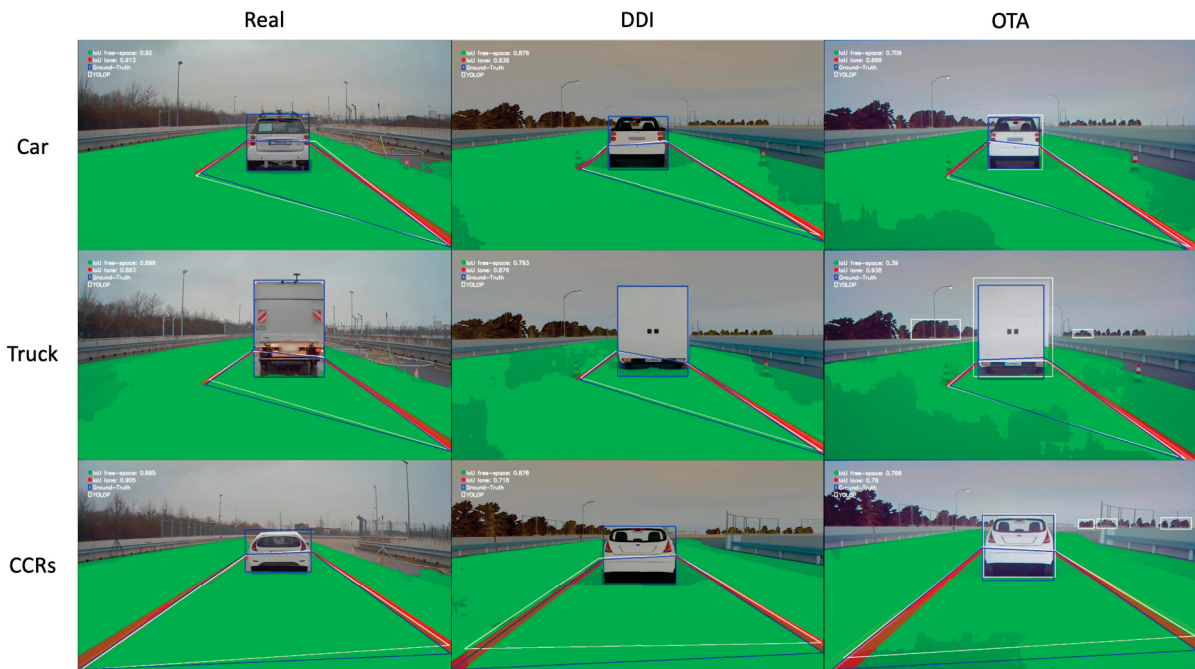 Real DDI OTA
Car
IoU free-space: 0.92
IoU lane: 0.913
Ground-Truth
YOLOP
IoU free-space: 0.876
IoU lane: 0.838
Ground-Truth
YOLOP
IoU free-space: 0.709
IoU lane: 0.899
Ground-Truth
YOLOP
Truck
IoU free-space: 0.899
IoU lane: 0.883
Ground-Truth
YOLOP
IoU free-space: 0.793
IoU lane: 0.876
Ground-Truth
YOLOP
IoU free-space: 0.39
IoU lane: 0.938
Ground-Truth
YOLOP
CCRs
IoU free-space: 0.895
IoU lane: 0.905
Ground-Truth
YOLOP
IoU free-space: 0.878
IoU lane: 0.716
Ground-Truth
YOLOP
IoU free-space: 0.766
IoU lane: 0.76
Ground-Truth
YOLOP